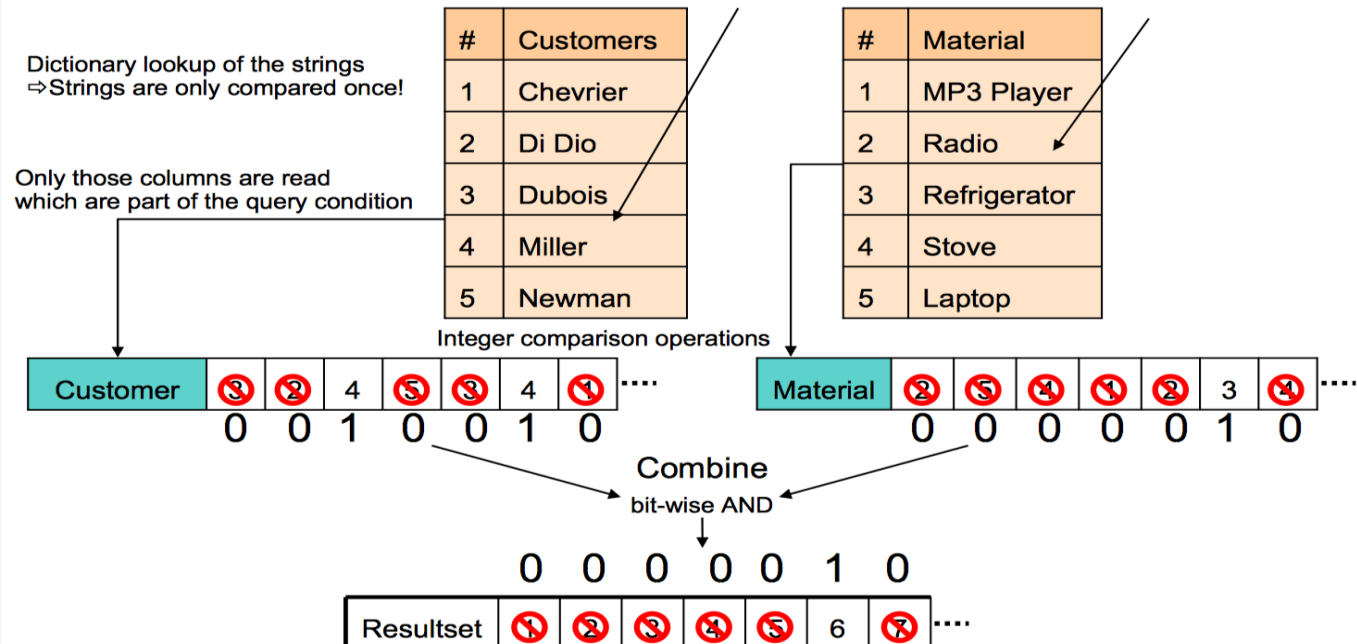 Dictionary lookup of the strings
⇨Strings are only compared once!
Only those columns are read
which are part of the query condition
# Customers
1 Chevrier
2 Di Dio
3 Dubois
4 Miller
5 Newman
# Material
1 MP3 Player
2 Radio
3 Refrigerator
4 Stove
5 Laptop
Integer comparison operations
Customer 3 2 4 5 3 4 1 ....
0 0 1 0 0 1 0
Material 2 5 4 1 2 3 4 ....
0 0 0 0 0 1 0
Combine
bit-wise AND
0 0 0 0 0 1 0
Resultset 1 2 3 4 5 6 7 ....